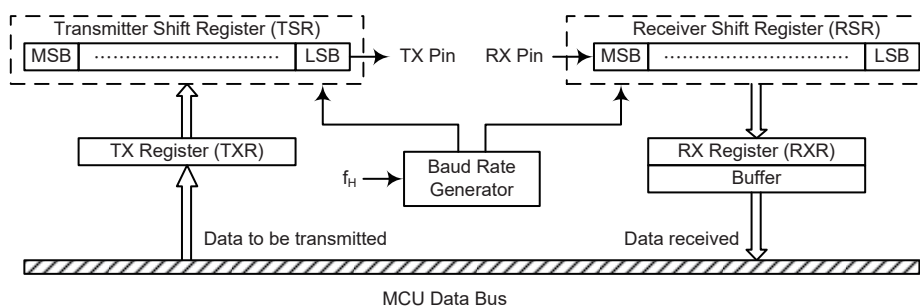 Transmitter Shift Register (TSR)
MSB ................................ LSB
TX Pin
RX Pin
Receiver Shift Register (RSR)
MSB ................................ LSB
TX Register (TXR)
RX Register (RXR)
Buffer
fH
Baud Rate
Generator
Data to be transmitted
Data received
MCU Data Bus